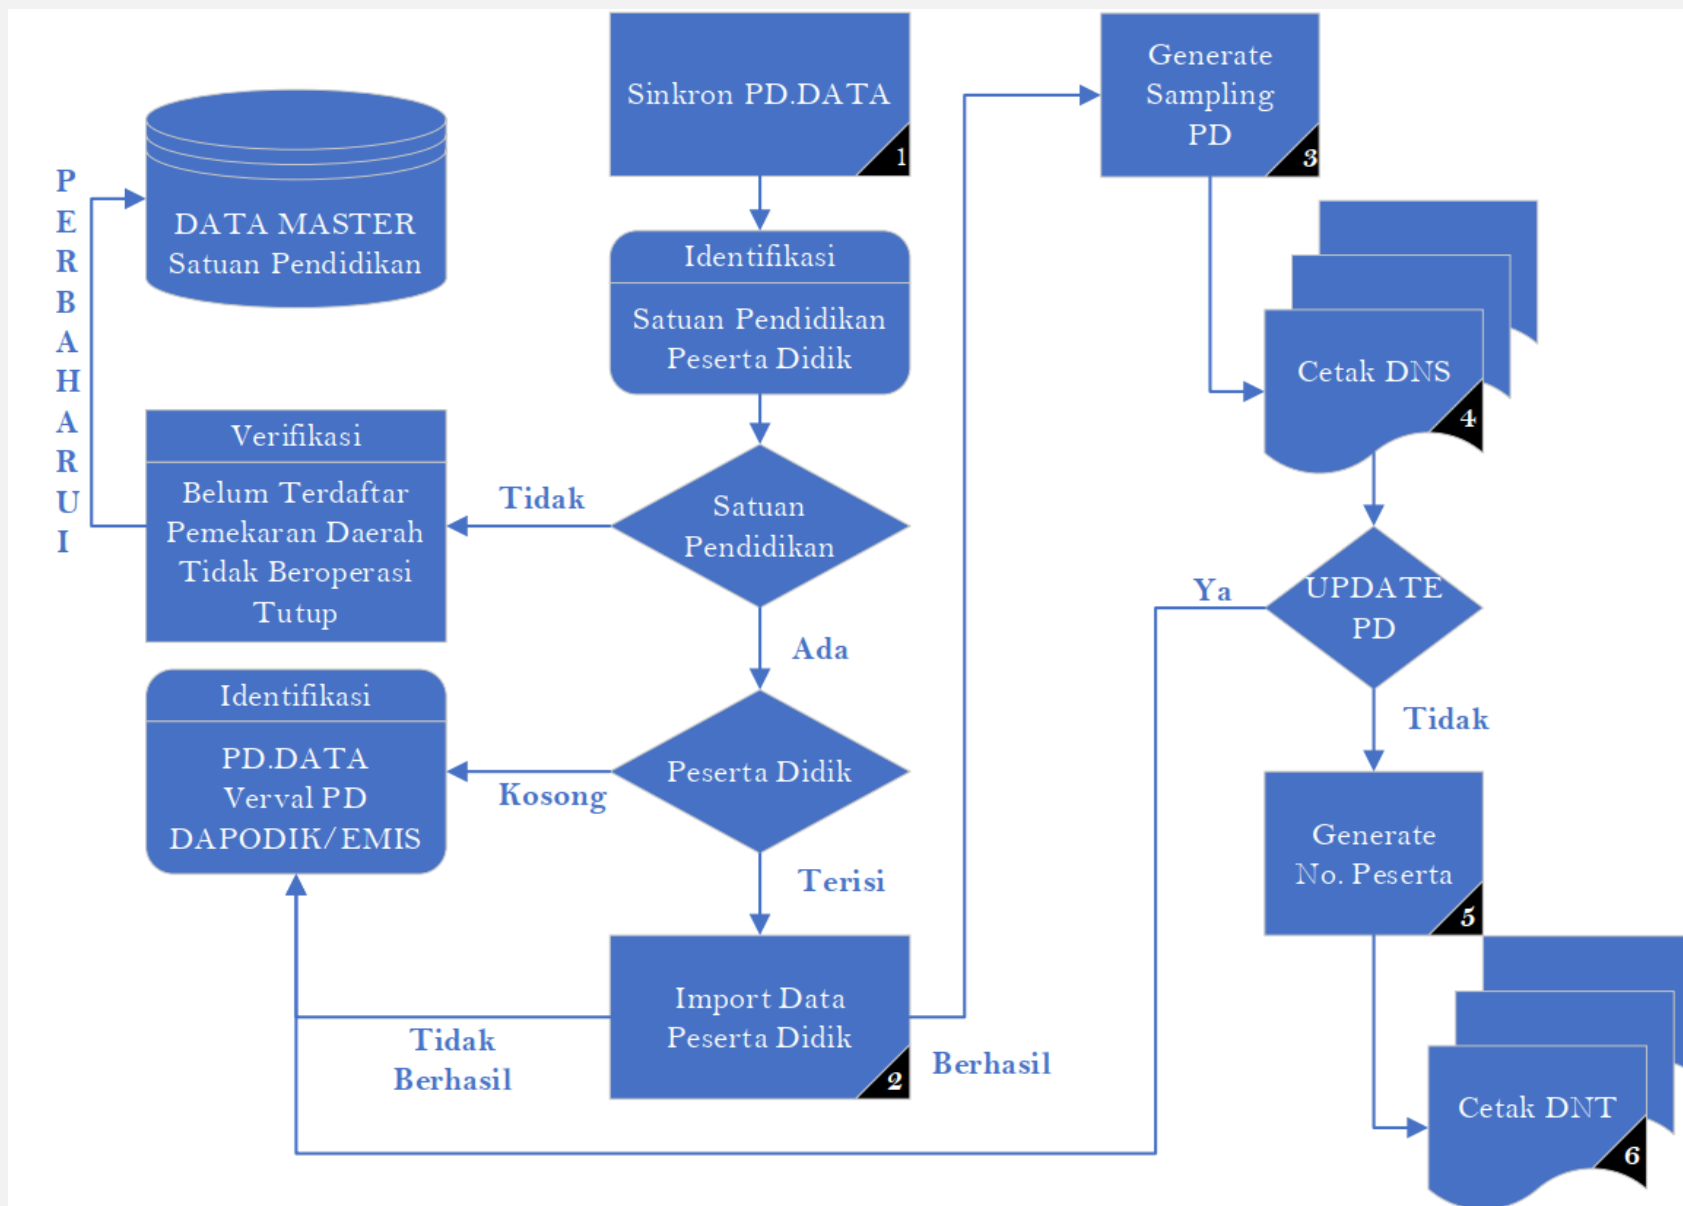 Sinkron PD.DATA
1
Identifikasi
Satuan Pendidikan
Peserta Didik
Satuan
Pendidikan
Tidak
Verifikasi
Belum Terdaftar
Pemekaran Daerah
Tidak Beroperasi
Tutup
PERBAHARUI
DATA MASTER
Satuan Pendidikan
Ada
Peserta Didik
Kosong
Identifikasi
PD.DATA
Verval PD
DAPODIK/EMIS
Terisi
Import Data
Peserta Didik
2
Tidak
Berhasil
Berhasil
Generate
Sampling
PD
3
Cetak DNS
4
UPDATE
PD
Ya
Tidak
Generate
No. Peserta
5
Cetak DNT
6